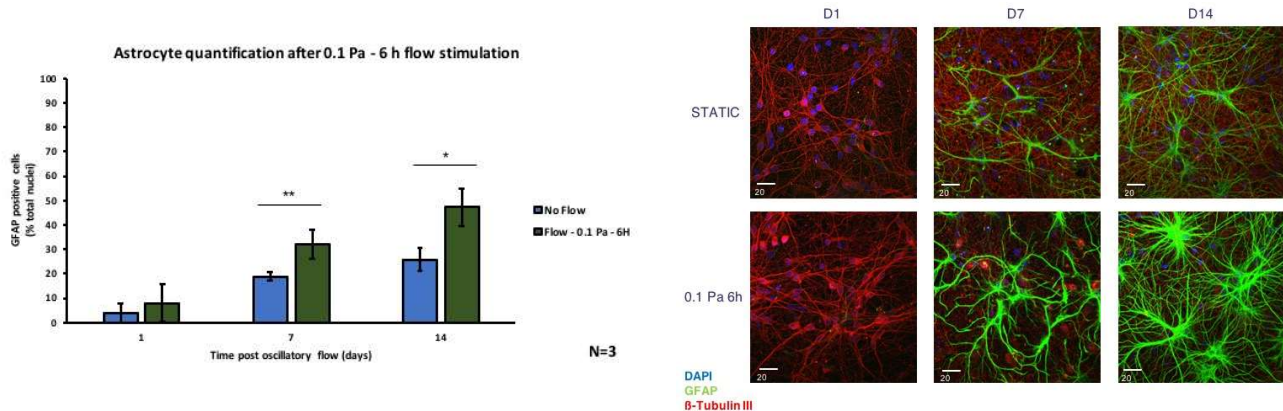 Astrocyte quantification after 0.1 Pa - 6 h flow stimulation
GFAP positive cells
(% total nuclei)
100
90
80
70
60
50
40
30
20
10
0
**
*
1
7
14
Time post oscillatory flow (days)
No Flow
Flow - 0.1 Pa - 6H
N=3
D1
D7
D14
STATIC
20
20
20
0.1 Pa 6h
20
20
20
DAPI
GFAP
ß-Tubulin III